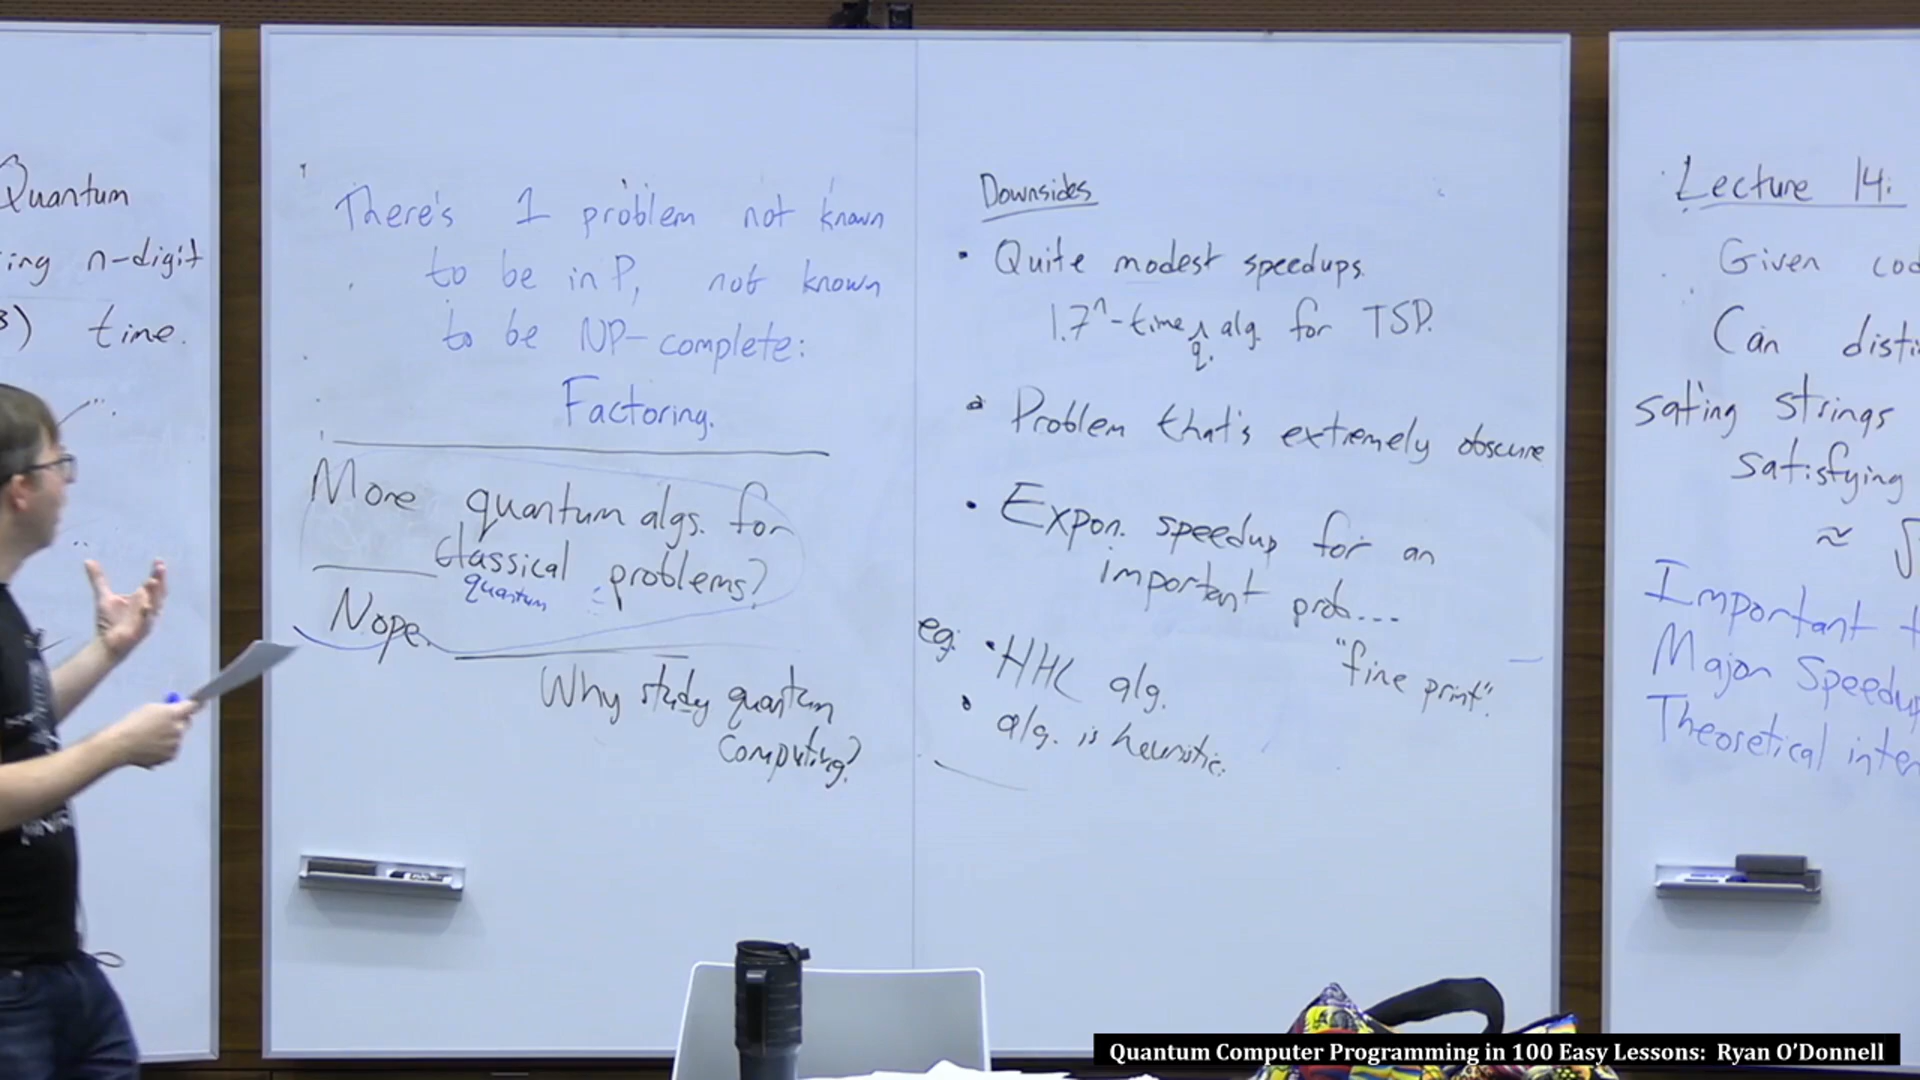 Quantum
ing n-digit
3) time.
There's 1 problem not known
to be in P, not known
to be NP-complete:
Factoring.
More quantum algs. for
classical problems?
quantum
Nope.
Why study quantum
computing?
Downsides
• Quite modest speedups.
1.7^n-time q. alg. for TSP.
• Problem that's extremely obscure
• Expon. speedup for an
important prob...
"fine print".
eg: • HHL alg.
• alg. is heuristic.
Lecture 14:
Given cod
Can disti
sating strings
satisfying
≈ √
Important t
Major Speedup
Theoretical inter
Quantum Computer Programming in 100 Easy Lessons: Ryan O'Donnell